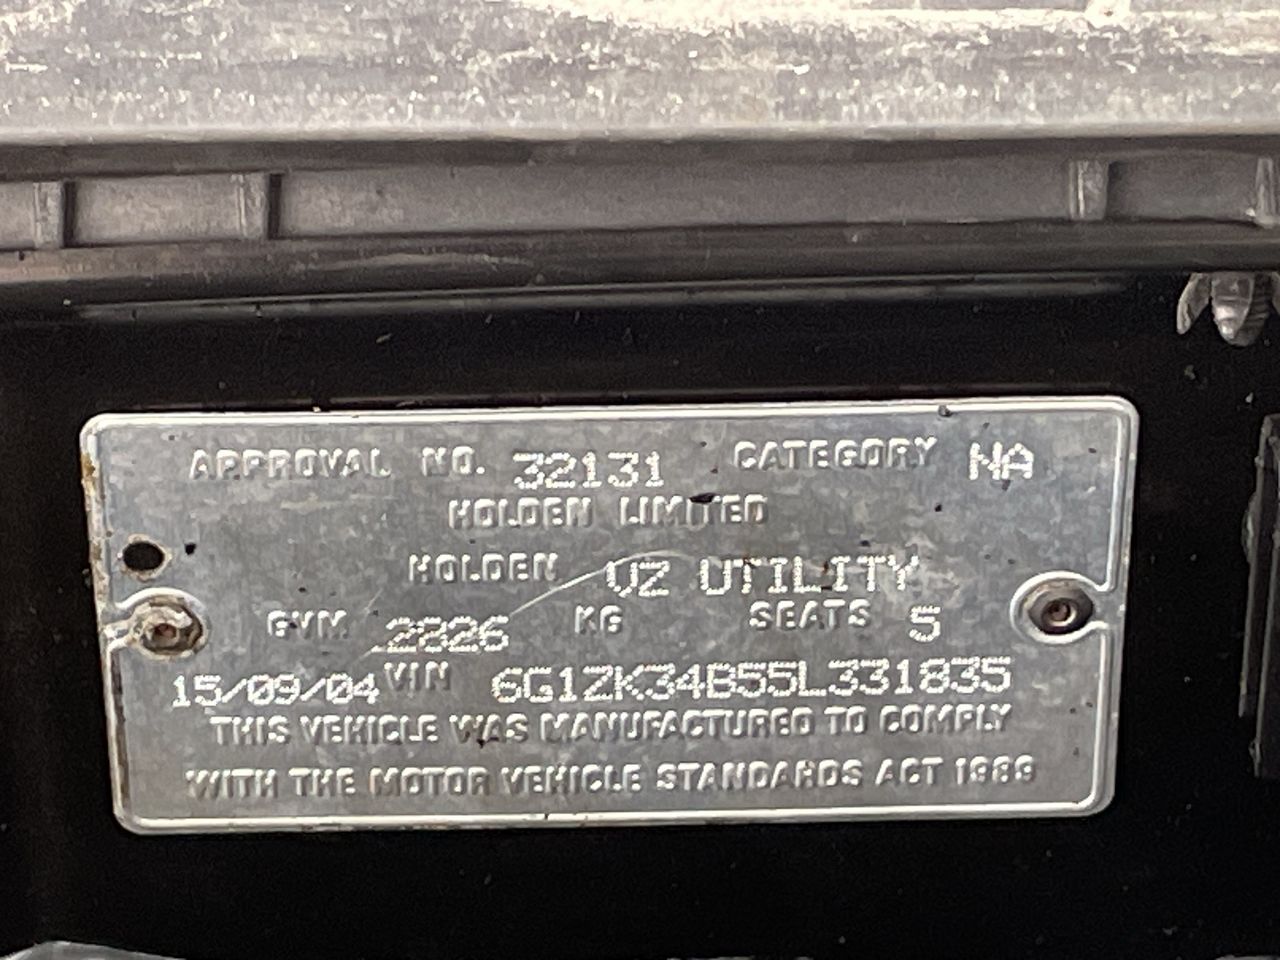 APPROVAL NO. 32131 CATEGORY NA
HOLDEN LIMITED
HOLDEN VZ UTILITY
GVM 2826 KG SEATS 5
15/09/04 VIN 6G1ZK34B55L331835
THIS VEHICLE WAS MANUFACTURED TO COMPLY
WITH THE MOTOR VEHICLE STANDARDS ACT 1989